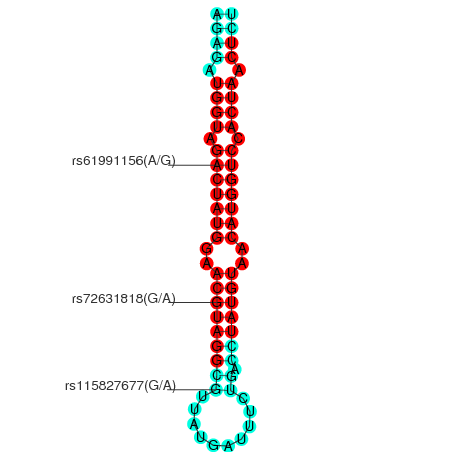 A U
G C
A U
G C
A A
U A
G U
G C
U A
A C
G C
rs61991156(A/G) A U
C G
U G
A U
U A
G C
G A
A A
A U
C G
rs72631818(G/A) G U
U A
A U
G C
G C
A
C G
rs115827677(G/A) G U
U C
U U
A U
U U
G A